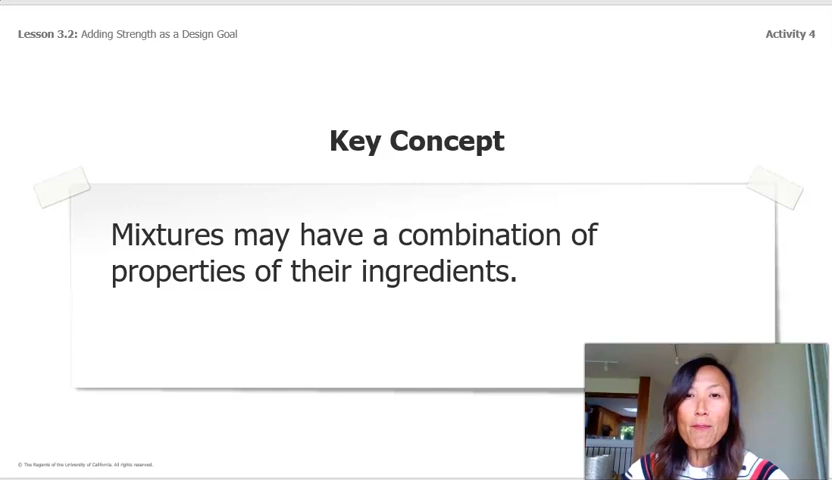 Lesson 3.2: Adding Strength as a Design Goal
Activity 4
Key Concept
Mixtures may have a combination of
properties of their ingredients.
© The Regents of the University of California. All rights reserved.